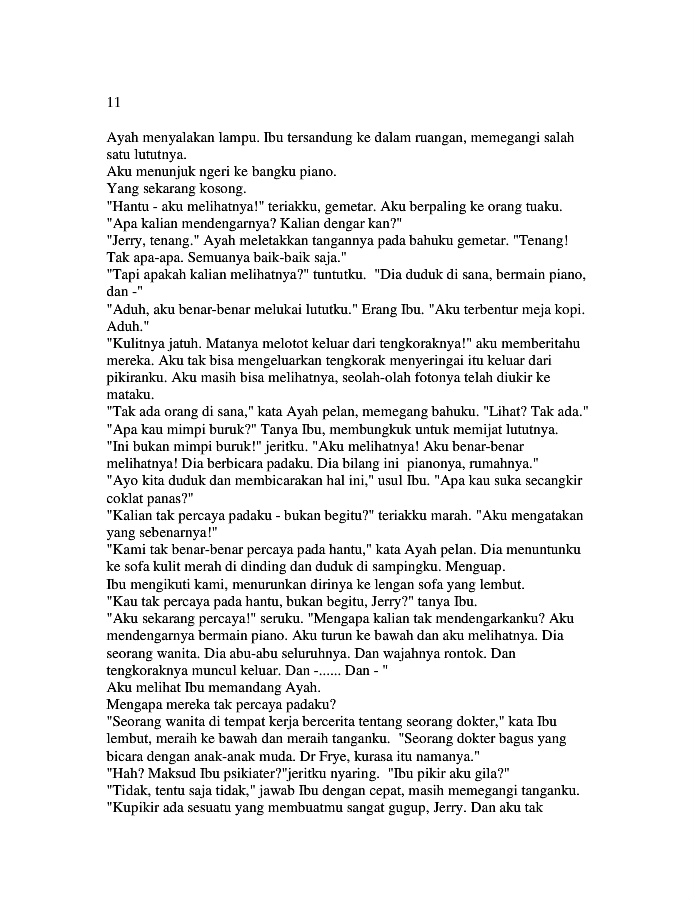 11
Ayah menyalakan lampu. Ibu tersandung ke dalam ruangan, memegangi salah
satu lututnya.
Aku menunjuk ngeri ke bangku piano.
Yang sekarang kosong.
"Hantu - aku melihatnya!" teriakku, gemetar. Aku berpaling ke orang tuaku.
"Apa kalian mendengarnya? Kalian dengar kan?"
"Jerry, tenang." Ayah meletakkan tangannya pada bahuku gemetar. "Tenang!
Tak apa-apa. Semuanya baik-baik saja."
"Tapi apakah kalian melihatnya?" tuntutku.  "Dia duduk di sana, bermain piano,
dan -"
"Aduh, aku benar-benar melukai lututku." Erang Ibu. "Aku terbentur meja kopi.
Aduh."
"Kulitnya jatuh. Matanya melotot keluar dari tengkoraknya!" aku memberitahu
mereka. Aku tak bisa mengeluarkan tengkorak menyeringai itu keluar dari
pikiranku. Aku masih bisa melihatnya, seolah-olah fotonya telah diukir ke
mataku.
"Tak ada orang di sana," kata Ayah pelan, memegang bahuku. "Lihat? Tak ada."
"Apa kau mimpi buruk?" Tanya Ibu, membungkuk untuk memijat lututnya.
"Ini bukan mimpi buruk!" jeritku. "Aku melihatnya! Aku benar-benar
melihatnya! Dia berbicara padaku. Dia bilang ini  pianonya, rumahnya."
"Ayo kita duduk dan membicarakan hal ini," usul Ibu. "Apa kau suka secangkir
coklat panas?"
"Kalian tak percaya padaku - bukan begitu?" teriakku marah. "Aku mengatakan
yang sebenarnya!"
"Kami tak benar-benar percaya pada hantu," kata Ayah pelan. Dia menuntunku
ke sofa kulit merah di dinding dan duduk di sampingku. Menguap.
Ibu mengikuti kami, menurunkan dirinya ke lengan sofa yang lembut.
"Kau tak percaya pada hantu, bukan begitu, Jerry?" tanya Ibu.
"Aku sekarang percaya!" seruku. "Mengapa kalian tak mendengarkanku? Aku
mendengarnya bermain piano. Aku turun ke bawah dan aku melihatnya. Dia
seorang wanita. Dia abu-abu seluruhnya. Dan wajahnya rontok. Dan
tengkoraknya muncul keluar. Dan -...... Dan - "
Aku melihat Ibu memandang Ayah.
Mengapa mereka tak percaya padaku?
"Seorang wanita di tempat kerja bercerita tentang seorang dokter," kata Ibu
lembut, meraih ke bawah dan meraih tanganku.  "Seorang dokter bagus yang
bicara dengan anak-anak muda. Dr Frye, kurasa itu namanya."
"Hah? Maksud Ibu psikiater?"jeritku nyaring.  "Ibu pikir aku gila?"
"Tidak, tentu saja tidak," jawab Ibu dengan cepat, masih memegangi tanganku.
"Kupikir ada sesuatu yang membuatmu sangat gugup, Jerry. Dan aku tak